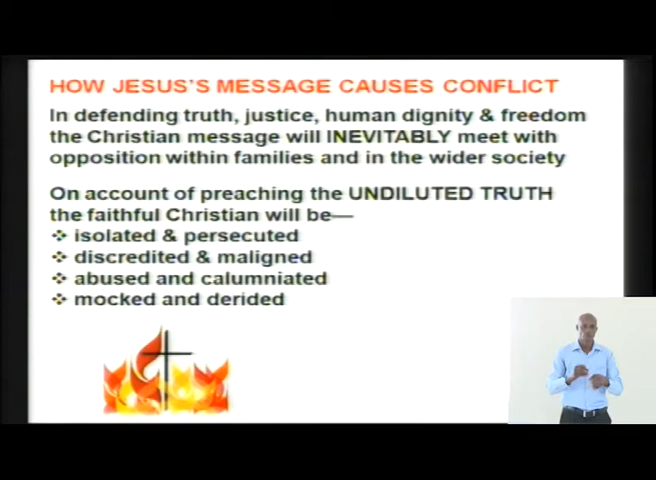 HOW JESUS'S MESSAGE CAUSES CONFLICT
In defending truth, justice, human dignity & freedom
the Christian message will INEVITABLY meet with
opposition within families and in the wider society
On account of preaching the UNDILUTED TRUTH
the faithful Christian will be—
❖ isolated & persecuted
❖ discredited & maligned
❖ abused and calumniated
❖ mocked and derided